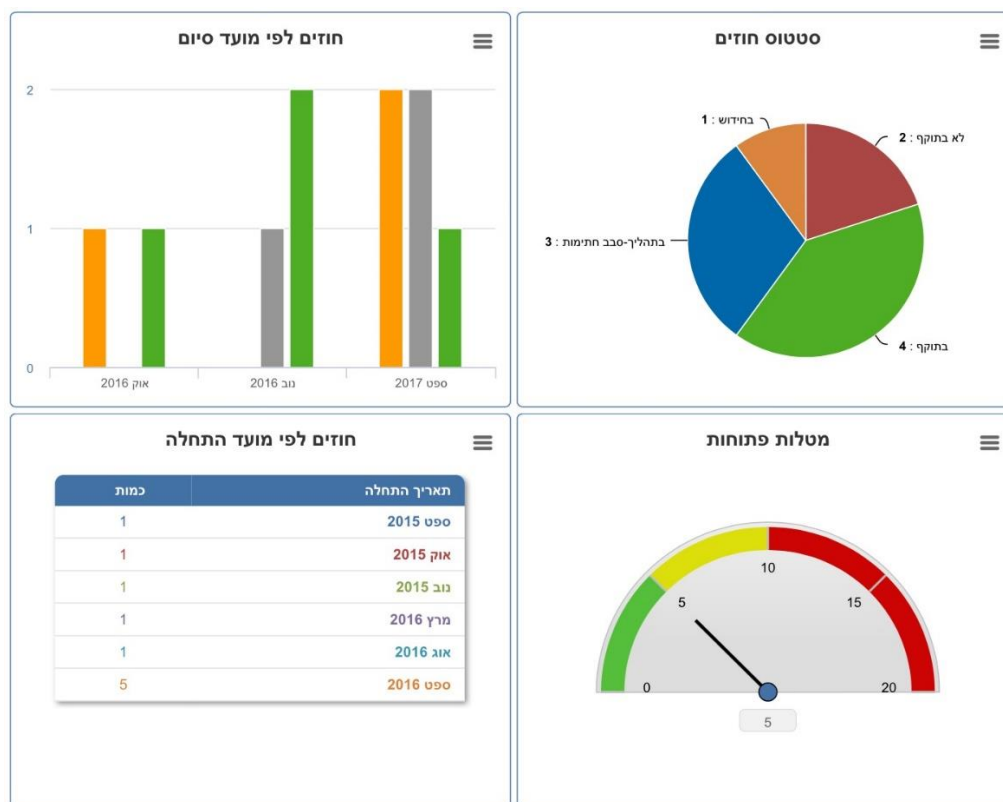 סטטוס חוזים
בחידוש : 1
לא בתוקף : 2
בתהליך-סבב חתימות : 3
בתוקף : 4
חוזים לפי מועד סיום
2
1
0
אוק 2016
נוב 2016
ספט 2017
מטלות פתוחות
0
5
10
15
20
5
חוזים לפי מועד התחלה
תאריך התחלה כמות
ספט 2015 1
אוק 2015 1
נוב 2015 1
מרץ 2016 1
אוג 2016 1
ספט 2016 5